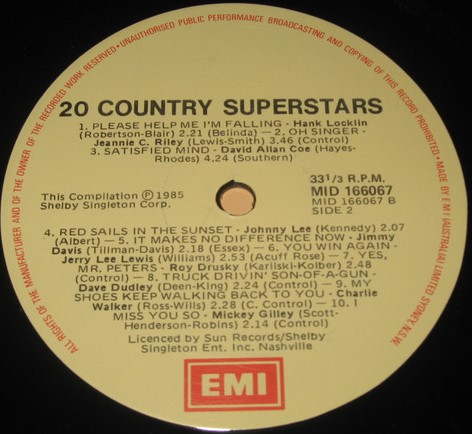 ALL RIGHTS OF THE MANUFACTURER AND OF THE OWNER OF THE RECORDED WORK RESERVED•UNAUTHORISED PUBLIC PERFORMANCE BROADCASTING AND COPYING OF THIS RECORD PROHIBITED•MADE BY E M I (AUSTRALIA) LIMITED SYDNEY, N.S.W.
20 COUNTRY SUPERSTARS
1. PLEASE HELP ME I'M FALLING - Hank Locklin
(Robertson-Blair) 2.21 (Belinda) — 2. OH SINGER -
Jeannie C. Riley (Lewis-Smith) 3.46 (Control)
3. SATISFIED MIND - David Allan Coe (Hayes-
Rhodes) 4.24 (Southern)
This Compilation ℗ 1985
Shelby Singleton Corp.
33⅓ R.P.M.
MID 166067
MID 166067 B
SIDE 2
4. RED SAILS IN THE SUNSET - Johnny Lee (Kennedy) 2.07
(Albert) — 5. IT MAKES NO DIFFERENCE NOW - Jimmy
Davis (Tillman-Davis) 2.18 (Essex) — 6. YOU WIN AGAIN -
Jerry Lee Lewis (Williams) 2.53 (Acuff Rose) — 7. YES,
MR. PETERS - Roy Drusky (Karliski-Kolber) 2.48
(Control) — 8. TRUCK DRIVIN' SON-OF-A-GUN -
Dave Dudley (Deen-King) 2.24 (Control) — 9. MY
SHOES KEEP WALKING BACK TO YOU - Charlie
Walker (Ross-Wills) 2.28 (C. Control) — 10. I
MISS YOU SO - Mickey Gilley (Scott-
Henderson-Robins) 2.14 (Control)
Licenced by Sun Records/Shelby
Singleton Ent. Inc. Nashville
EMI